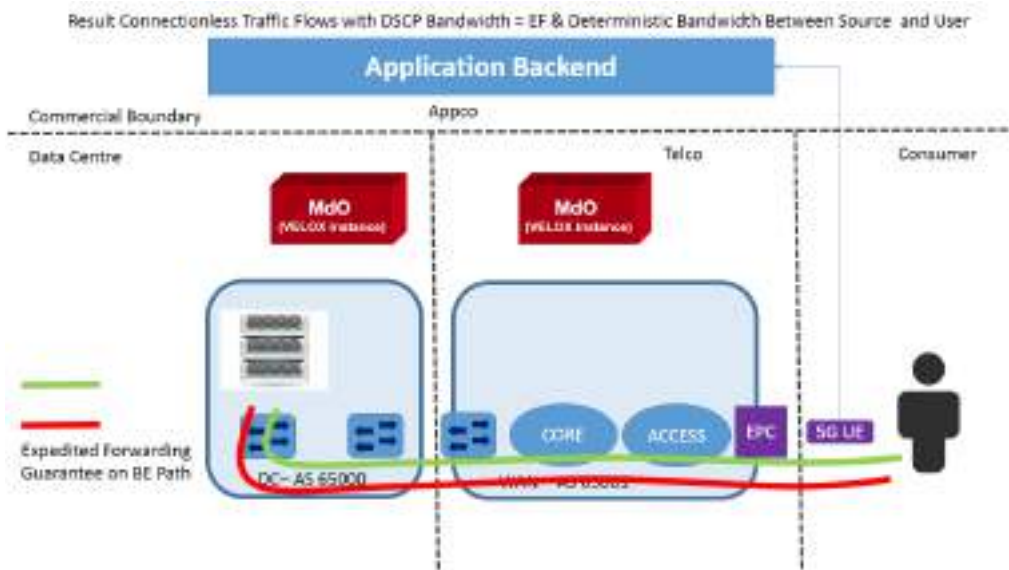 Result Connectionless Traffic Flows with DSCP Bandwidth = EF & Deterministic Bandwidth Between Source and User
Application Backend
Commercial Boundary
Appco
Data Centre
Telco
Consumer
MdO
(VELOX Instance)
MdO
(VELOX Instance)
CORE
ACCESS
EPC
5G UE
Expedited Forwarding
Guarantee on BE Path
DC– AS 65000
WAN – AS